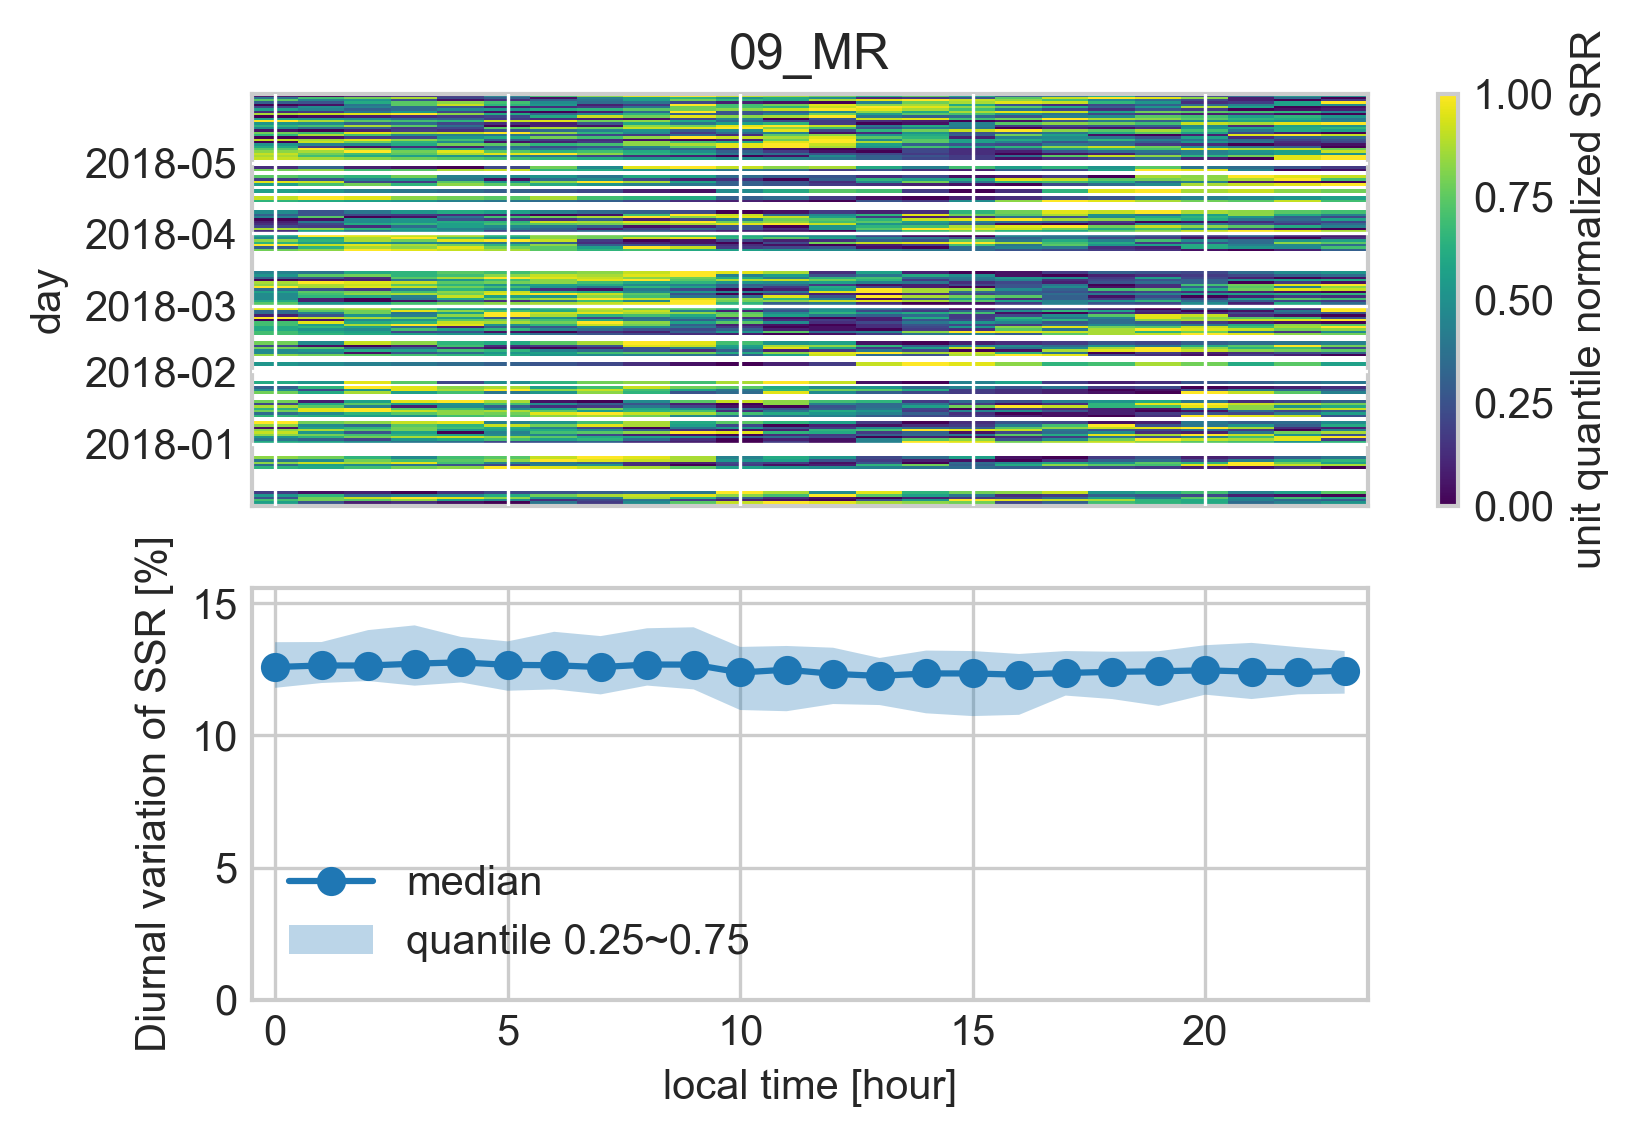 09_MR
day
2018-05
2018-04
2018-03
2018-02
2018-01
1.00
0.75
0.50
0.25
0.00
unit quantile normalized SRR
Diurnal variation of SSR [%]
15
10
5
0
median
quantile 0.25~0.75
0 5 10 15 20
local time [hour]